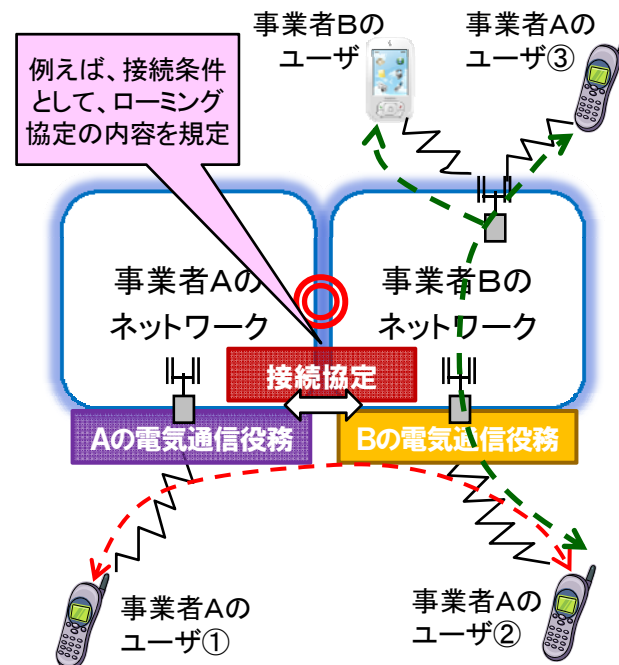 事業者Bの
ユーザ
事業者Aの
ユーザ③
例えば、接続条件
として、ローミング
協定の内容を規定
事業者Aの
ネットワーク
事業者Bの
ネットワーク
接続協定
Aの電気通信役務
Bの電気通信役務
事業者Aの
ユーザ①
事業者Aの
ユーザ②